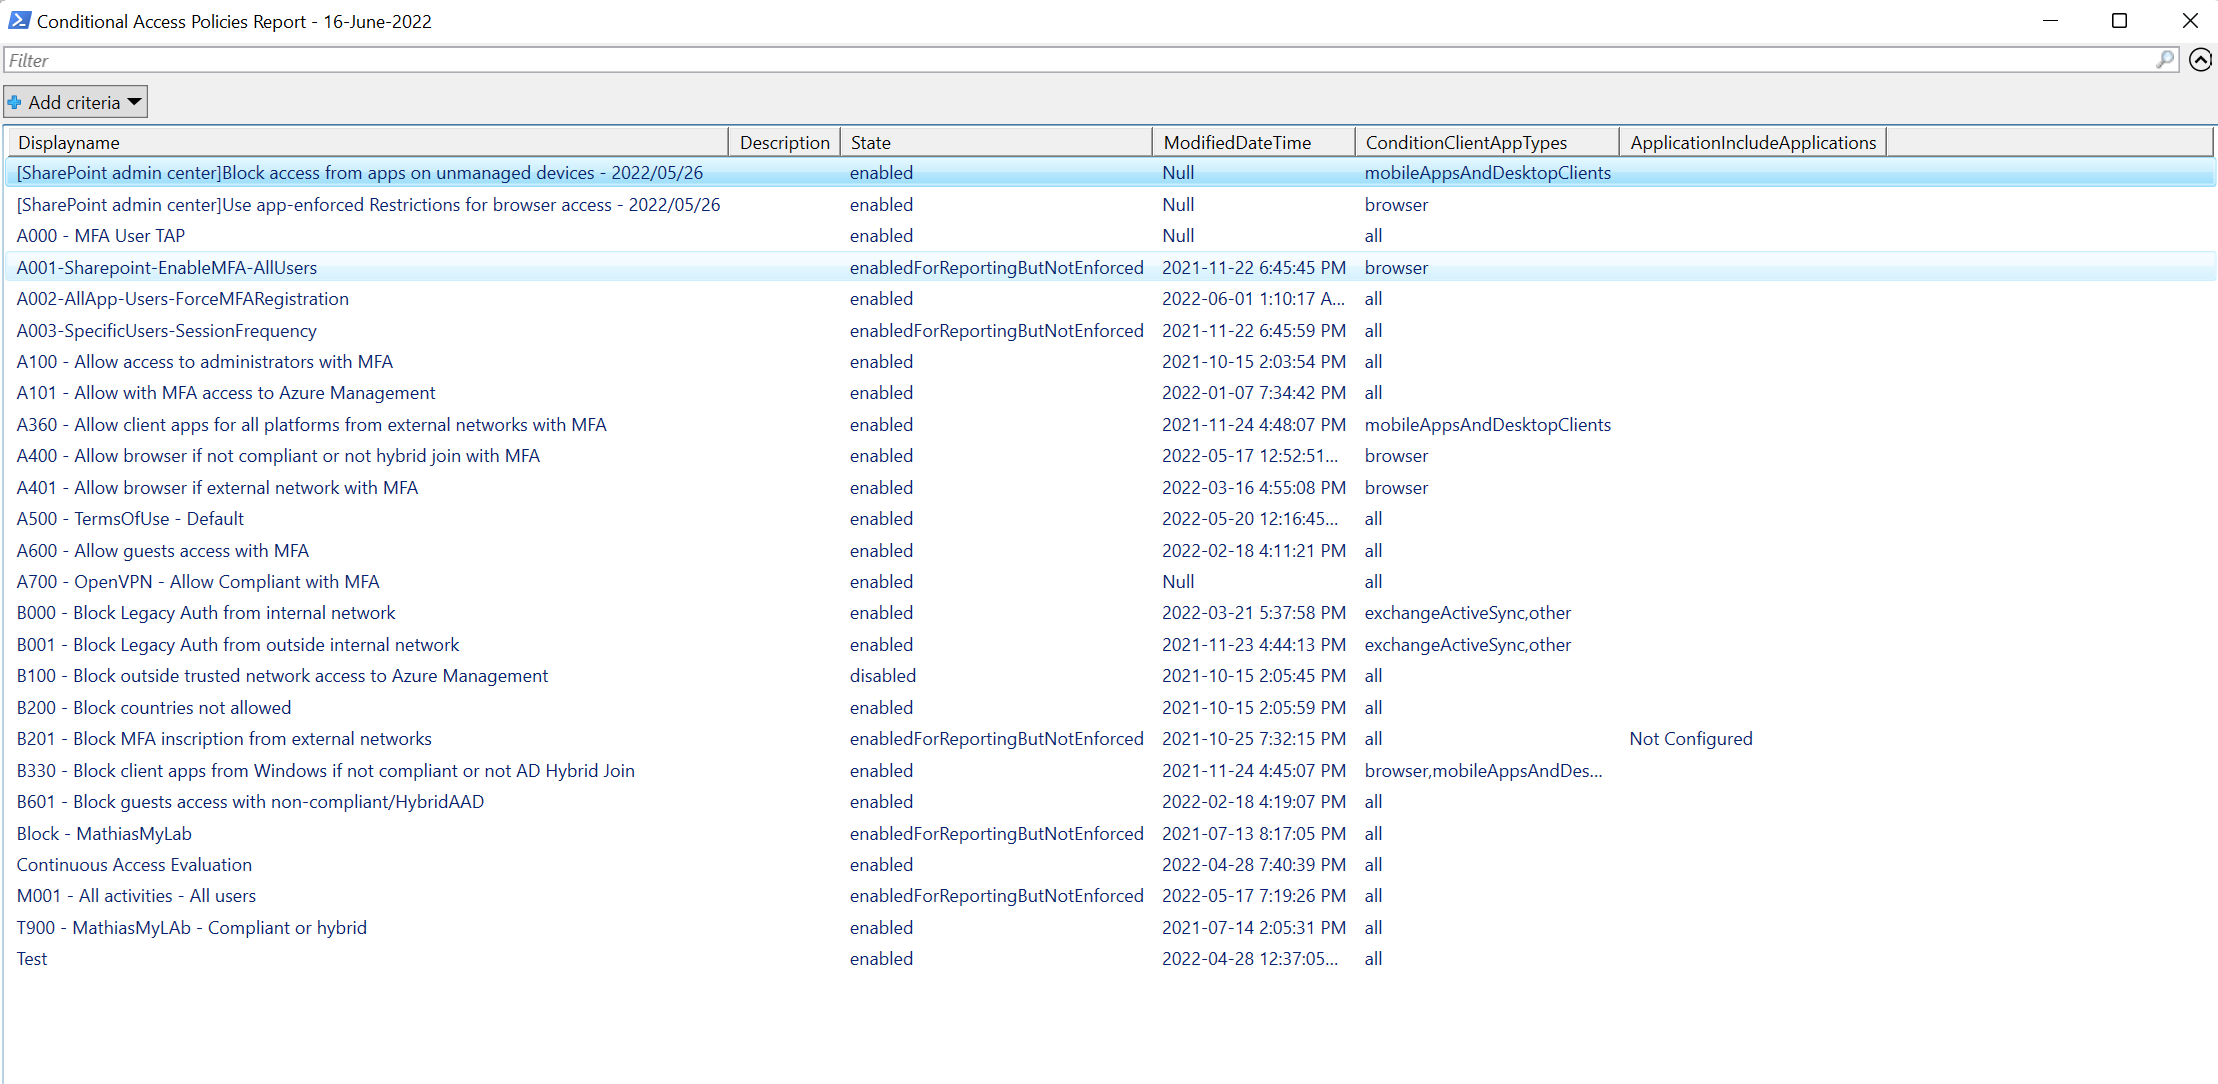 Conditional Access Policies Report - 16-June-2022
Filter
Add criteria
Displayname Description State ModifiedDateTime ConditionClientAppTypes ApplicationIncludeApplications
[SharePoint admin center]Block access from apps on unmanaged devices - 2022/05/26 enabled Null mobileAppsAndDesktopClients
[SharePoint admin center]Use app-enforced Restrictions for browser access - 2022/05/26 enabled Null browser
A000 - MFA User TAP enabled Null all
A001-Sharepoint-EnableMFA-AllUsers enabledForReportingButNotEnforced 2021-11-22 6:45:45 PM browser
A002-AllApp-Users-ForceMFARegistration enabled 2022-06-01 1:10:17 A... all
A003-SpecificUsers-SessionFrequency enabledForReportingButNotEnforced 2021-11-22 6:45:59 PM all
A100 - Allow access to administrators with MFA enabled 2021-10-15 2:03:54 PM all
A101 - Allow with MFA access to Azure Management enabled 2022-01-07 7:34:42 PM all
A360 - Allow client apps for all platforms from external networks with MFA enabled 2021-11-24 4:48:07 PM mobileAppsAndDesktopClients
A400 - Allow browser if not compliant or not hybrid join with MFA enabled 2022-05-17 12:52:51... browser
A401 - Allow browser if external network with MFA enabled 2022-03-16 4:55:08 PM browser
A500 - TermsOfUse - Default enabled 2022-05-20 12:16:45... all
A600 - Allow guests access with MFA enabled 2022-02-18 4:11:21 PM all
A700 - OpenVPN - Allow Compliant with MFA enabled Null all
B000 - Block Legacy Auth from internal network enabled 2022-03-21 5:37:58 PM exchangeActiveSync,other
B001 - Block Legacy Auth from outside internal network enabled 2021-11-23 4:44:13 PM exchangeActiveSync,other
B100 - Block outside trusted network access to Azure Management disabled 2021-10-15 2:05:45 PM all
B200 - Block countries not allowed enabled 2021-10-15 2:05:59 PM all
B201 - Block MFA inscription from external networks enabledForReportingButNotEnforced 2021-10-25 7:32:15 PM all Not Configured
B330 - Block client apps from Windows if not compliant or not AD Hybrid Join enabled 2021-11-24 4:45:07 PM browser,mobileAppsAndDes...
B601 - Block guests access with non-compliant/HybridAAD enabled 2022-02-18 4:19:07 PM all
Block - MathiasMyLab enabledForReportingButNotEnforced 2021-07-13 8:17:05 PM all
Continuous Access Evaluation enabled 2022-04-28 7:40:39 PM all
M001 - All activities - All users enabledForReportingButNotEnforced 2022-05-17 7:19:26 PM all
T900 - MathiasMyLAb - Compliant or hybrid enabled 2021-07-14 2:05:31 PM all
Test enabled 2022-04-28 12:37:05... all